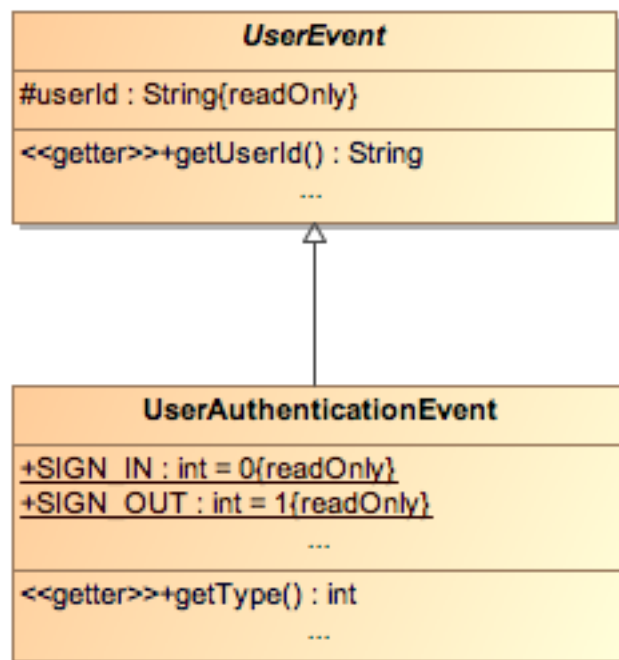 UserEvent
#userId : String{readOnly}
<<getter>>+getUserId() : String
...
UserAuthenticationEvent
+SIGN_IN : int = 0{readOnly}
+SIGN_OUT : int = 1{readOnly}
...
<<getter>>+getType() : int
...